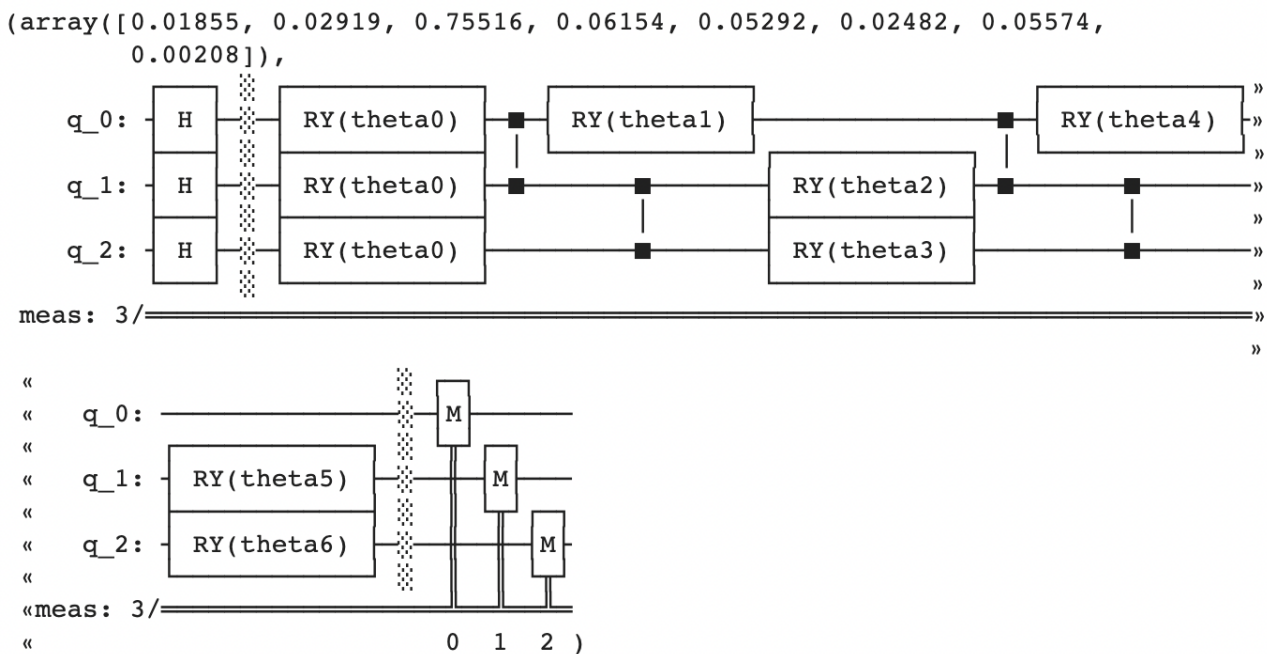 (array([0.01855, 0.02919, 0.75516, 0.06154, 0.05292, 0.02482, 0.05574,
0.00208]),
»
q_0: H RY(theta0) RY(theta1) RY(theta4) »
»
q_1: H RY(theta0) RY(theta2) »
»
q_2: H RY(theta0) RY(theta3) »
»
meas: 3/ »
»
«
« q_0: M
«
« q_1: RY(theta5) M
«
« q_2: RY(theta6) M
«
«meas: 3/
« 0 1 2 )